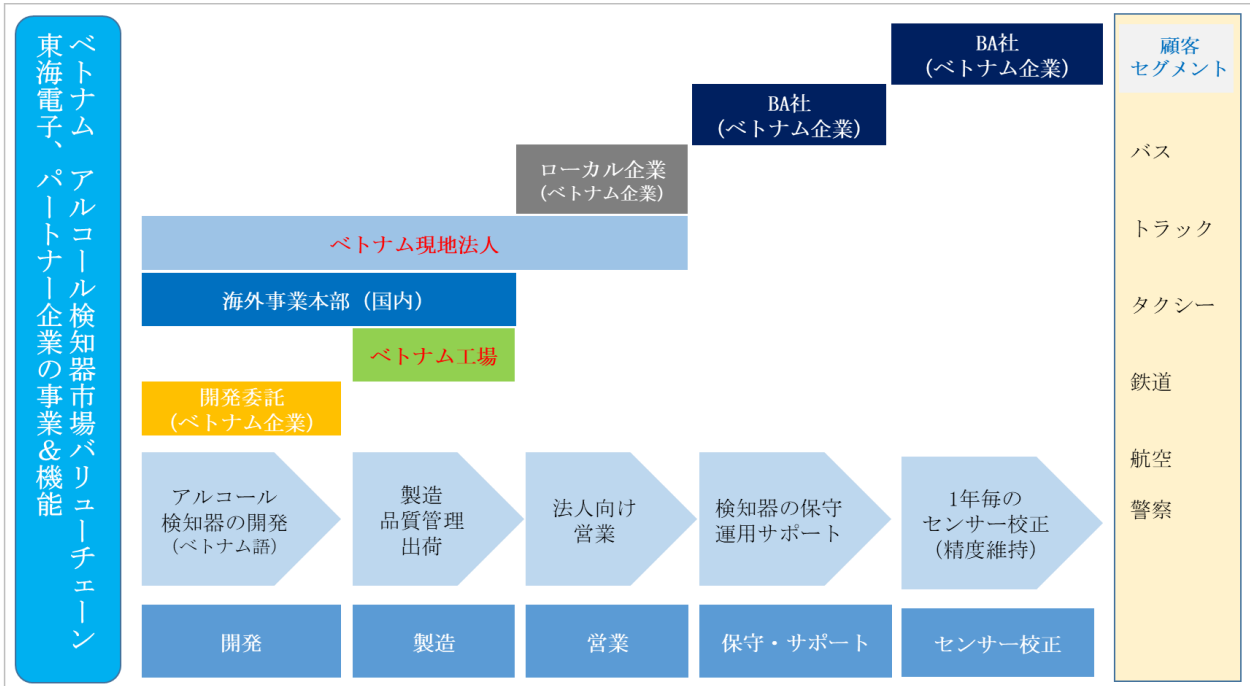 ベトナム アルコール検知器市場バリューチェーン
東海電子、パートナー企業の事業＆機能
BA社
(ベトナム企業)
BA社
(ベトナム企業)
ローカル企業
(ベトナム企業)
ベトナム現地法人
海外事業本部（国内）
ベトナム工場
開発委託
(ベトナム企業)
アルコール
検知器の開発
(ベトナム語)
製造
品質管理
出荷
法人向け
営業
検知器の保守
運用サポート
1年毎の
センサー校正
(精度維持)
開発
製造
営業
保守・サポート
センサー校正
顧客
セグメント
バス
トラック
タクシー
鉄道
航空
警察